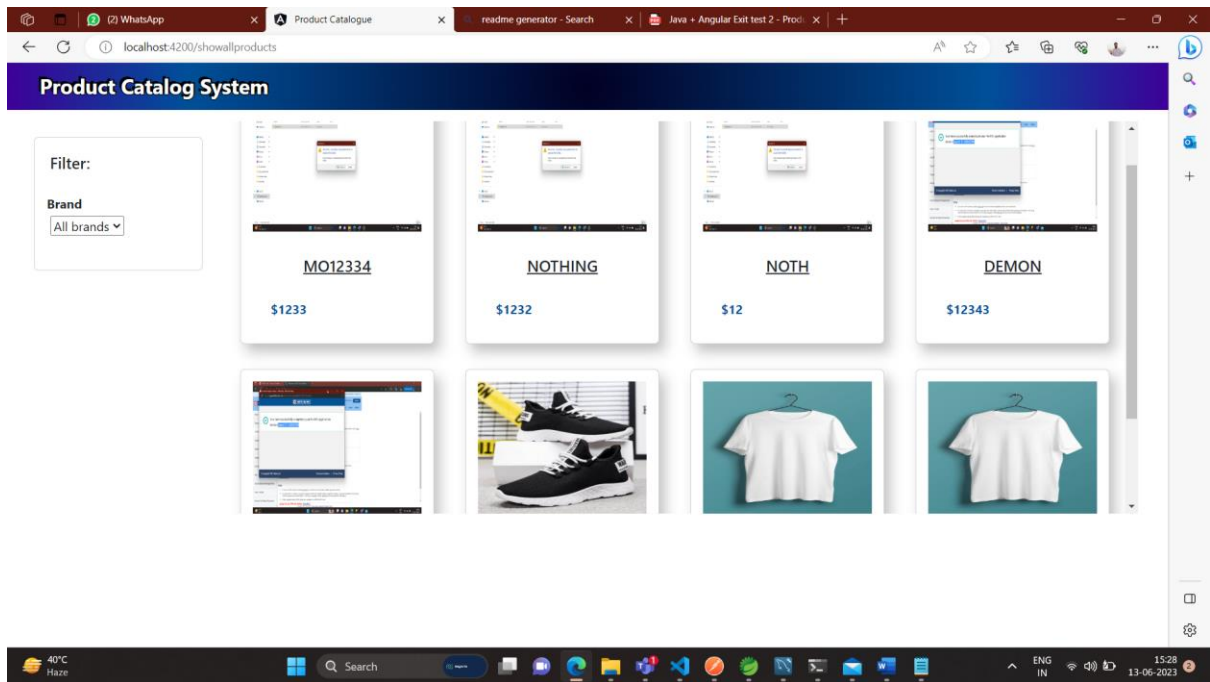 (2) WhatsApp
Product Catalogue
readme generator - Search
Java + Angular Exit test 2 - Prod
localhost:4200/showallproducts
Product Catalog System
Filter:
Brand
All brands
MO12334
NOTHING
NOTH
DEMON
$1233
$1232
$12
$12343
40°C
Haze
Search
ENG
IN
15:28
13-06-2023
2